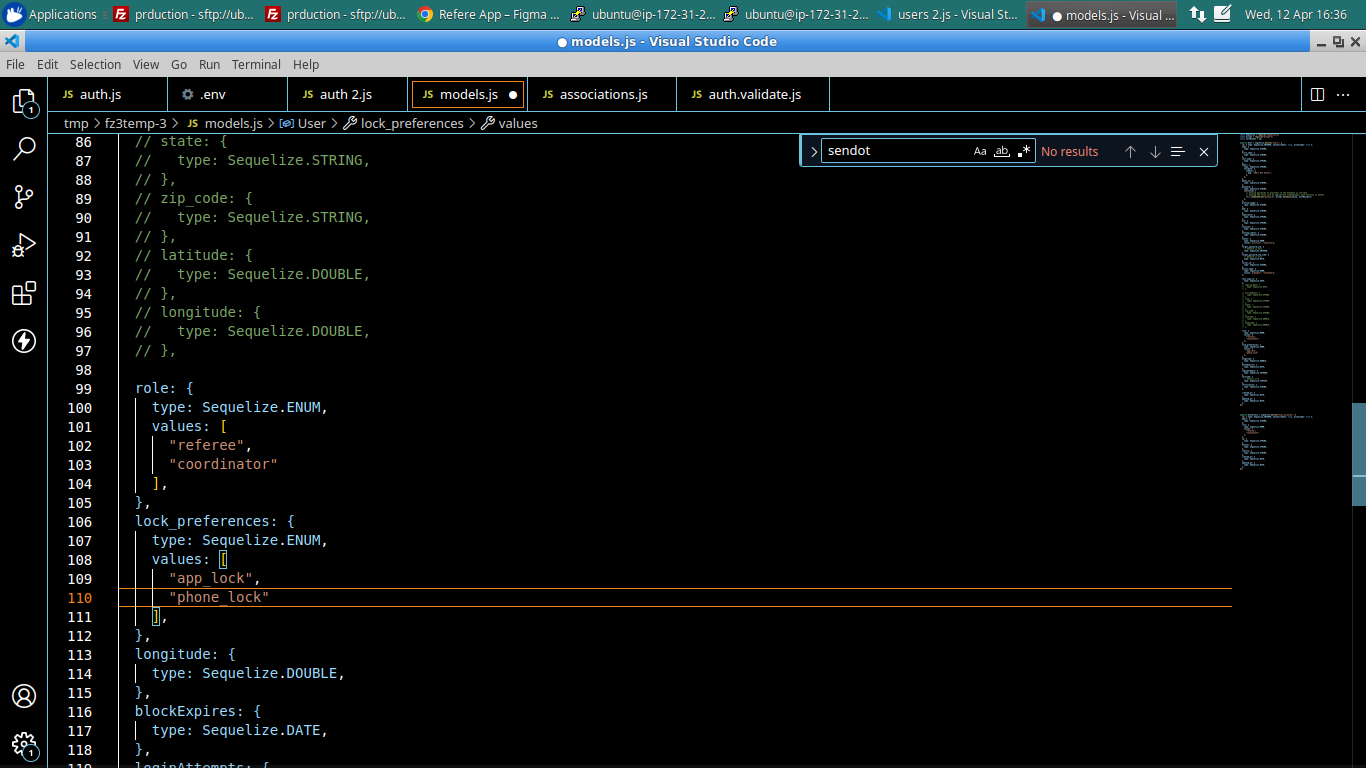 Applications prduction - sftp://ub... prduction - sftp://ub... Refere App – Figma ... ubuntu@ip-172-31-2... ubuntu@ip-172-31-2... users 2.js - Visual St... ● models.js - Visual ... Wed, 12 Apr 16:36
● models.js - Visual Studio Code
File Edit Selection View Go Run Terminal Help
JS auth.js .env JS auth 2.js JS models.js ● JS associations.js JS auth.validate.js ...
tmp > fz3temp-3 > JS models.js > User > lock_preferences > values
sendot Aa ab .* No results
86 // state: {
87 //   type: Sequelize.STRING,
88 // },
89 // zip_code: {
90 //   type: Sequelize.STRING,
91 // },
92 // latitude: {
93 //   type: Sequelize.DOUBLE,
94 // },
95 // longitude: {
96 //   type: Sequelize.DOUBLE,
97 // },
98
99 role: {
100 type: Sequelize.ENUM,
101 values: [
102 "referee",
103 "coordinator"
104 ],
105 },
106 lock_preferences: {
107 type: Sequelize.ENUM,
108 values: [
109 "app_lock",
110 "phone_lock"
111 ],
112 },
113 longitude: {
114 type: Sequelize.DOUBLE,
115 },
116 blockExpires: {
117 type: Sequelize.DATE,
118 },
119 loginAttempts: {
1
1